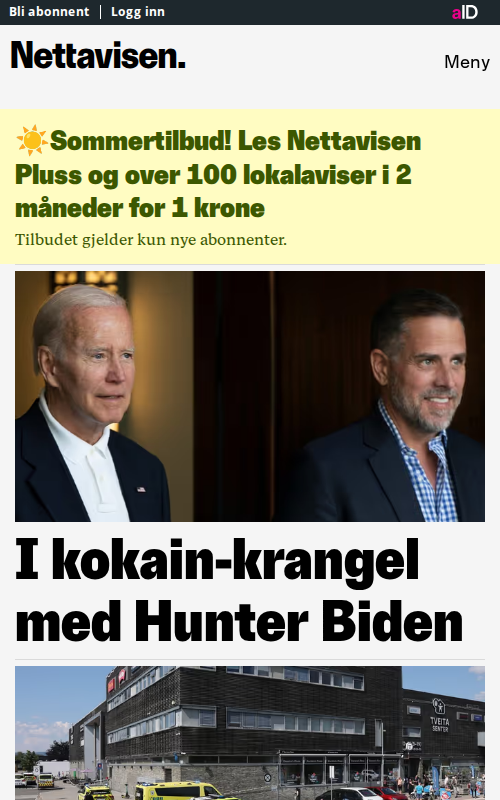 Bli abonnent
Logg inn
aID
Nettavisen.
Meny
☀️Sommertilbud! Les Nettavisen
Pluss og over 100 lokalaviser i 2
måneder for 1 krone
Tilbudet gjelder kun nye abonnenter.
I kokain-krangel
med Hunter Biden
TVEITA
SENTER